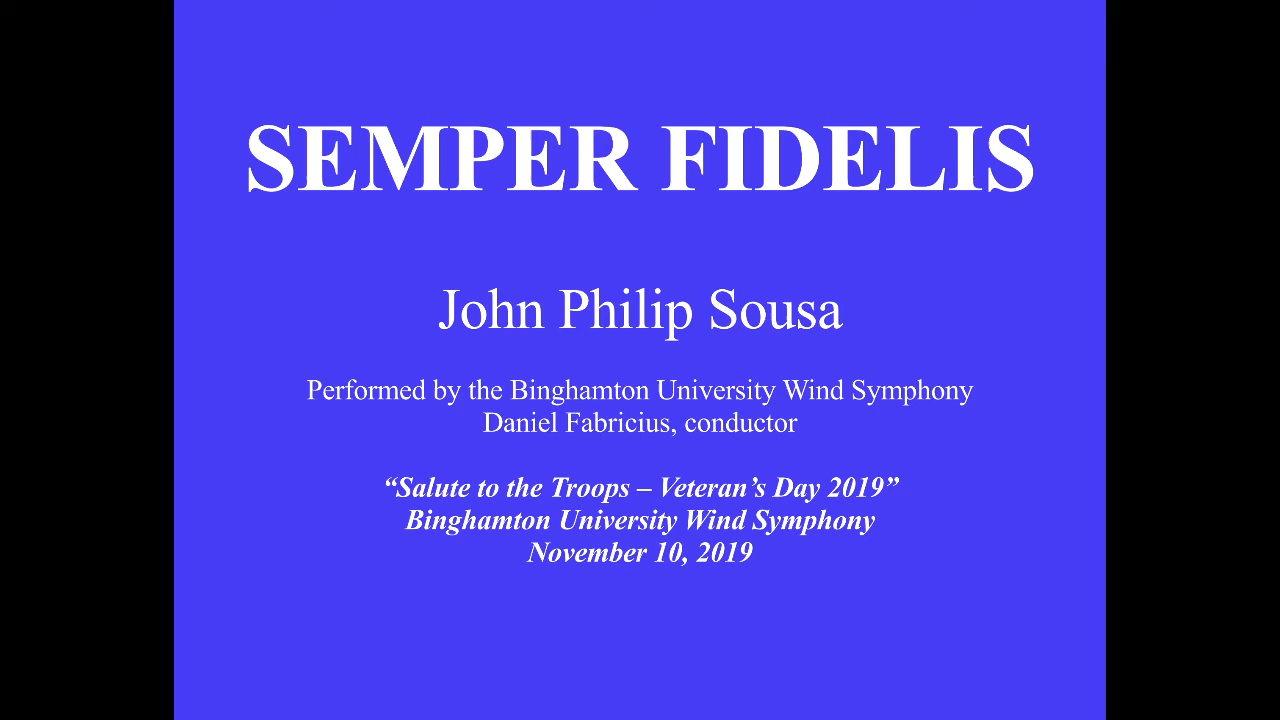 SEMPER FIDELIS
John Philip Sousa
Performed by the Binghamton University Wind Symphony
Daniel Fabricius, conductor
“Salute to the Troops – Veteran’s Day 2019”
Binghamton University Wind Symphony
November 10, 2019